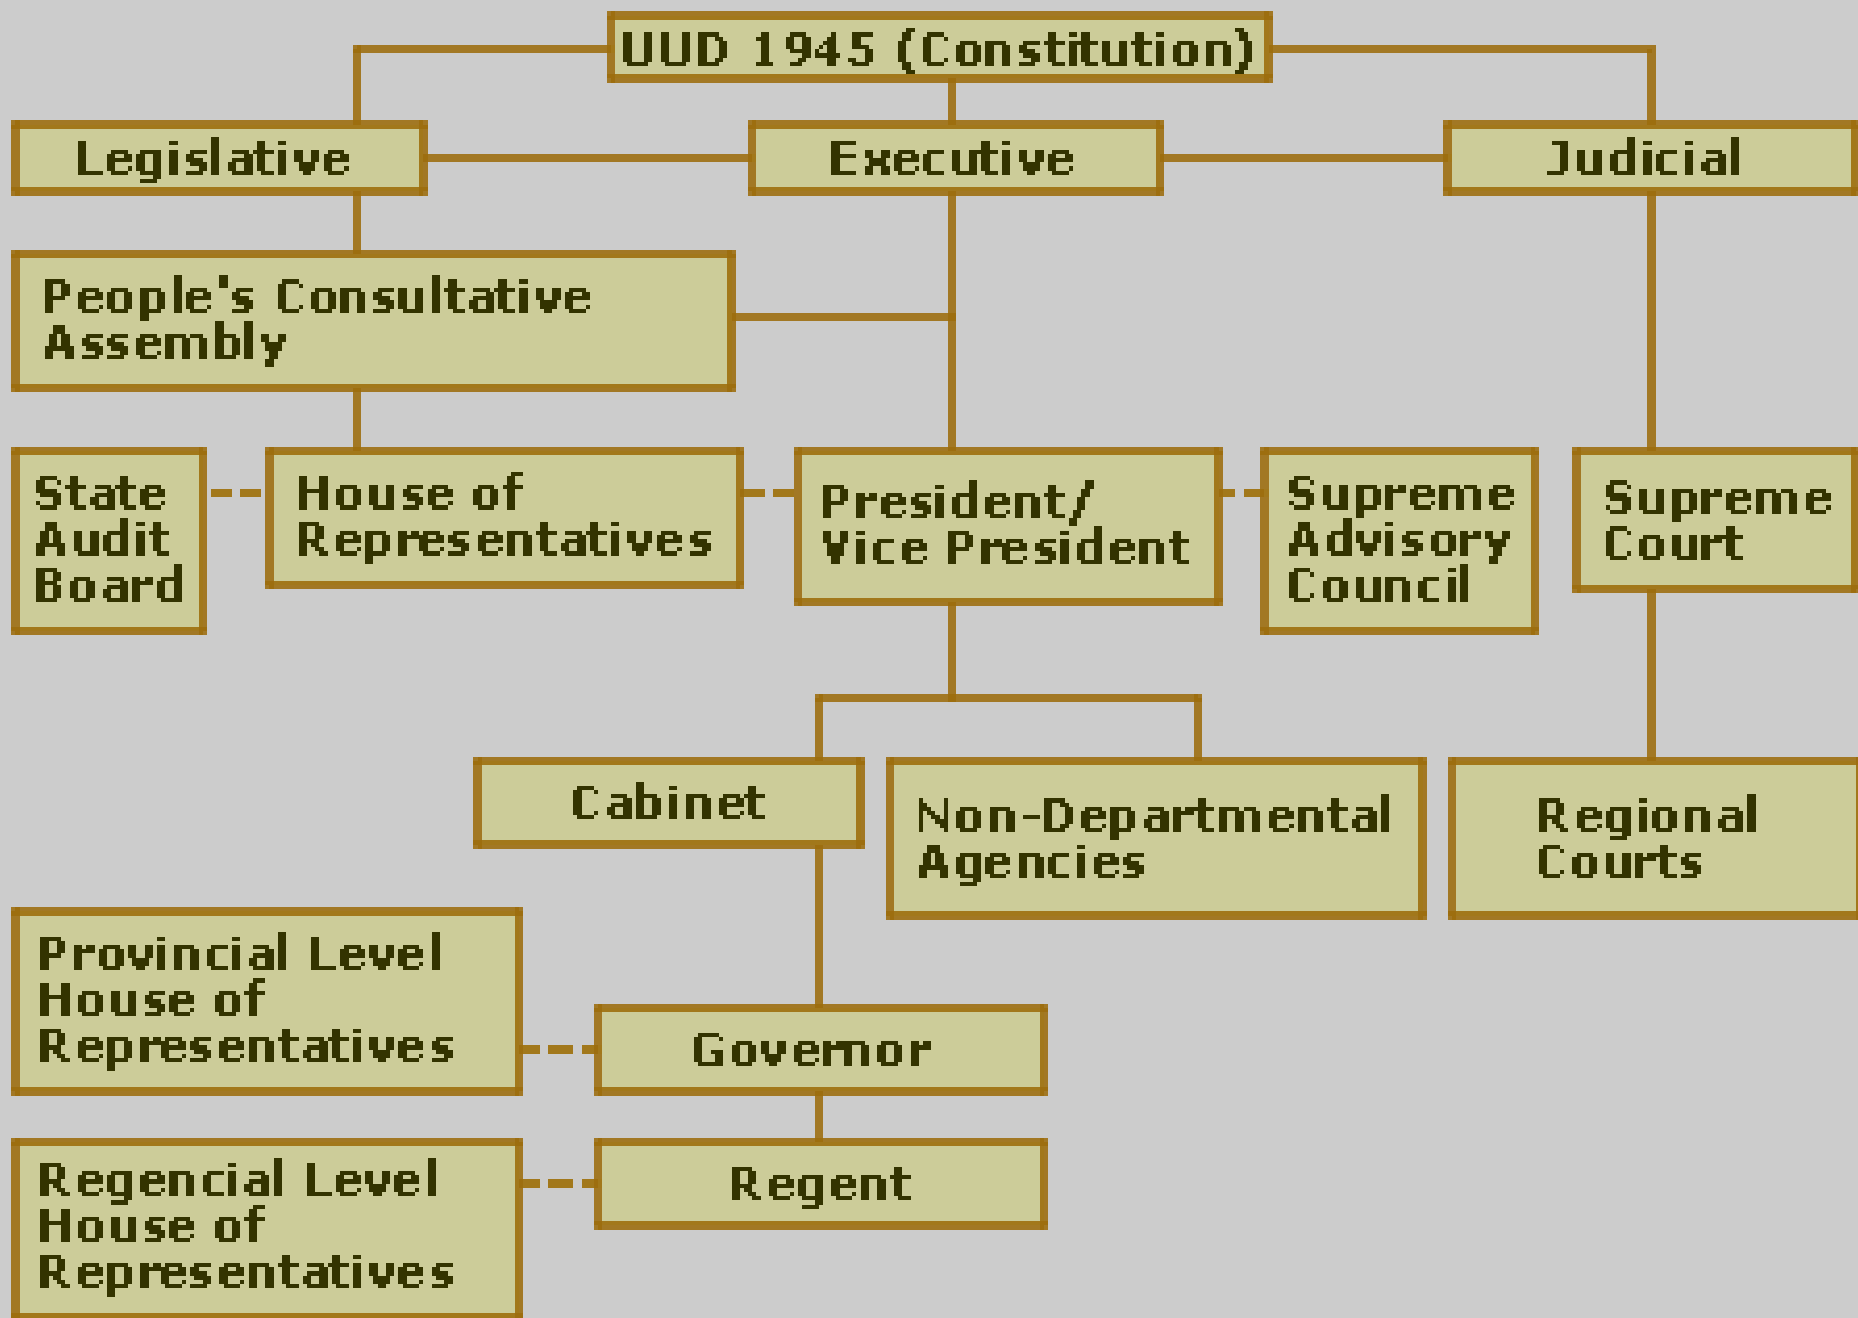 UUD 1945 (Constitution)
Legislative
Executive
Judicial
People's Consultative
Assembly
State
Audit
Board
House of
Representatives
President/
Vice President
Supreme
Advisory
Council
Supreme
Court
Cabinet
Non-Departmental
Agencies
Regional
Courts
Provincial Level
House of
Representatives
Governor
Regencial Level
House of
Representatives
Regent